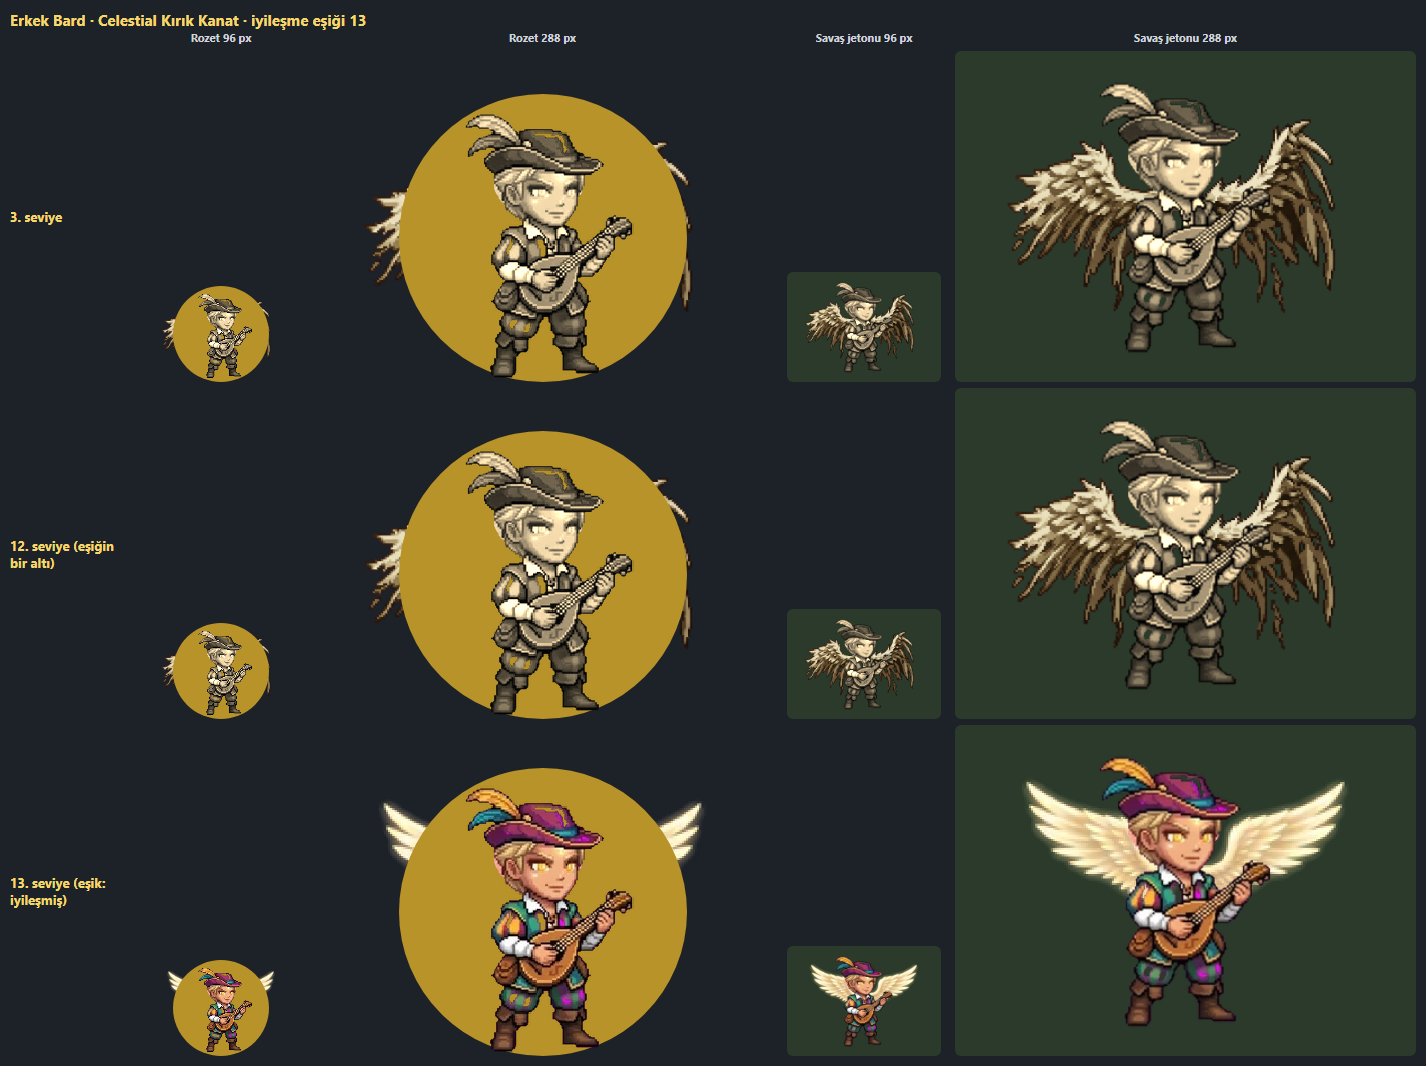 Erkek Bard · Celestial Kırık Kanat · iyileşme eşiği 13
Rozet 96 px
Rozet 288 px
Savaş jetonu 96 px
Savaş jetonu 288 px
3. seviye
12. seviye (eşiğin
bir altı)
13. seviye (eşik:
iyileşmiş)